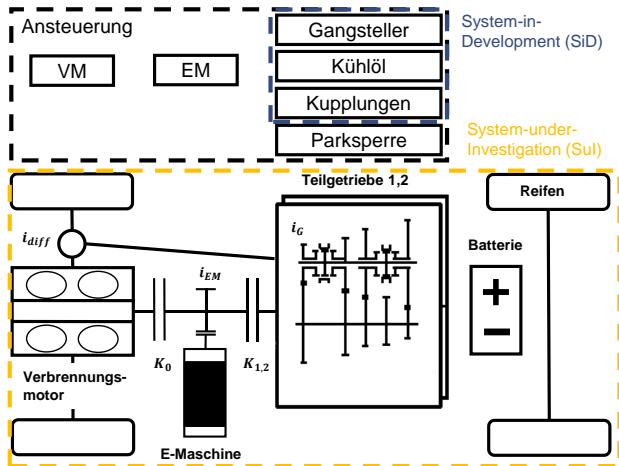 Ansteuerung
VM
EM
Gangsteller
Kühlöl
Kupplungen
Parksperre
System-in-
Development (SiD)
System-under-
Investigation (SuI)
Teilgetriebe 1,2
Reifen
i_diff
i_G
i_EM
Batterie
K_0
K_1,2
Verbrennungs-
motor
E-Maschine